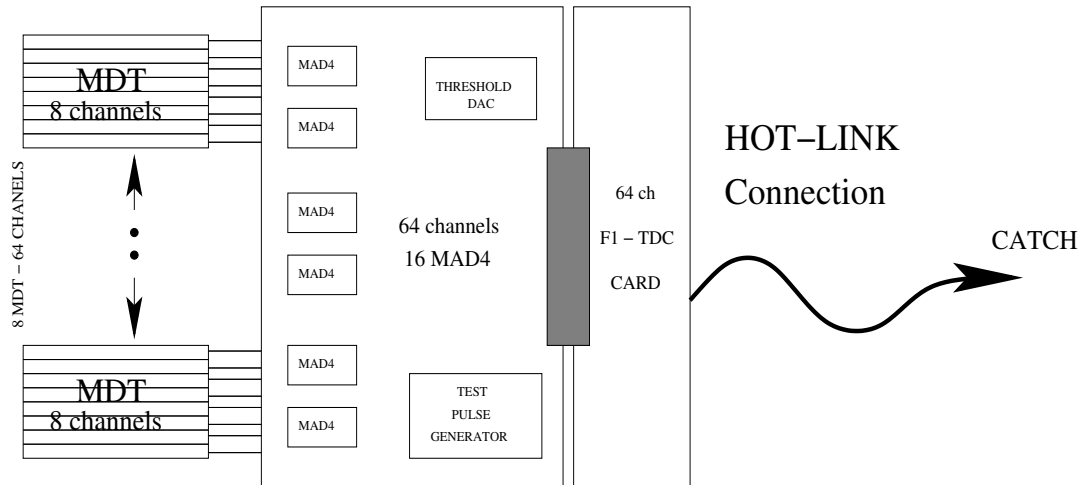 MDT
8 channels
8 MDT − 64 CHANNELS
MDT
8 channels
MAD4
MAD4
MAD4
MAD4
MAD4
MAD4
THRESHOLD
DAC
64 channels
16 MAD4
TEST
PULSE
GENERATOR
64 ch
F1 − TDC
CARD
HOT−LINK
Connection
CATCH